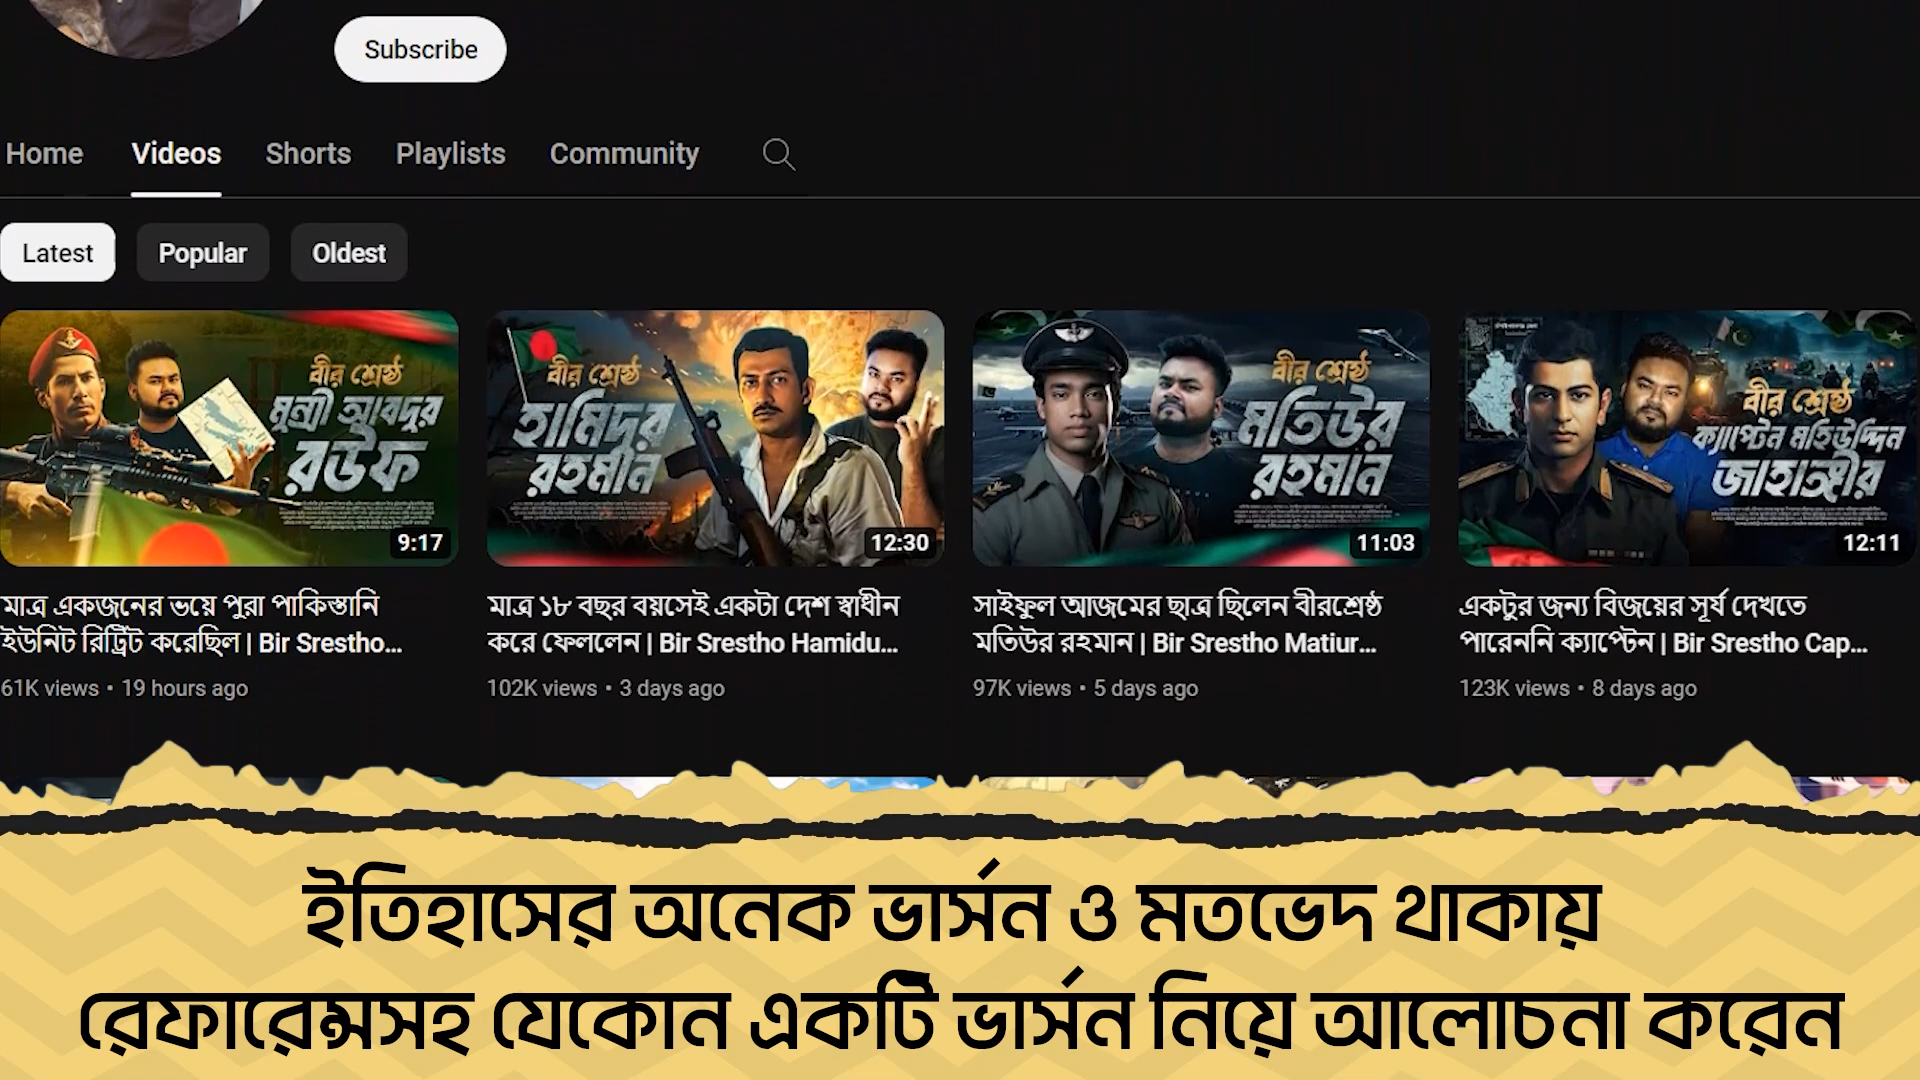 Subscribe
Home Videos Shorts Playlists Community
Latest Popular Oldest
বীর শ্রেষ্ঠ
মুন্সী আবদুর
রউফ
9:17
বীর শ্রেষ্ঠ
হামিদুর
রহমান
12:30
বীর শ্রেষ্ঠ
মতিউর
রহমান
11:03
বীর শ্রেষ্ঠ
ক্যাপ্টেন মহিউদ্দিন
জাহাঙ্গীর
12:11
মাত্র একজনের ভয়ে পুরা পাকিস্তানি
ইউনিট রিট্রিট করেছিল | Bir Srestho...
61K views • 19 hours ago
মাত্র ১৮ বছর বয়সেই একটা দেশ স্বাধীন
করে ফেললেন | Bir Srestho Hamidu...
102K views • 3 days ago
সাইফুল আজমের ছাত্র ছিলেন বীরশ্রেষ্ঠ
মতিউর রহমান | Bir Srestho Matiur...
97K views • 5 days ago
একটুর জন্য বিজয়ের সূর্য দেখতে
পারেননি ক্যাপ্টেন | Bir Srestho Cap...
123K views • 8 days ago
ইতিহাসের অনেক ভার্সন ও মতভেদ থাকায়
রেফারেন্সসহ যেকোন একটি ভার্সন নিয়ে আলোচনা করেন